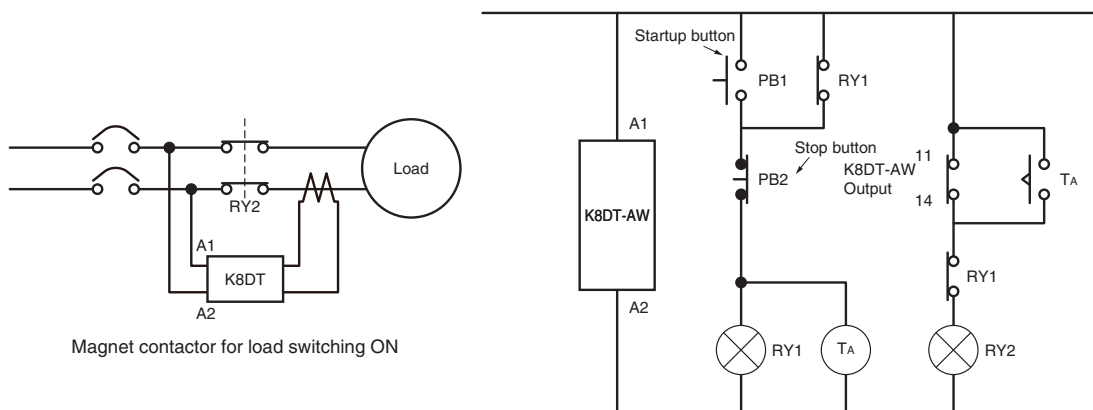 Load
RY2
A1
K8DT
A2
Magnet contactor for load switching ON
Startup button
PB1
RY1
A1
K8DT-AW
A2
Stop button
PB2
RY1
TA
11
K8DT-AW
Output
14
TA
RY1
RY2